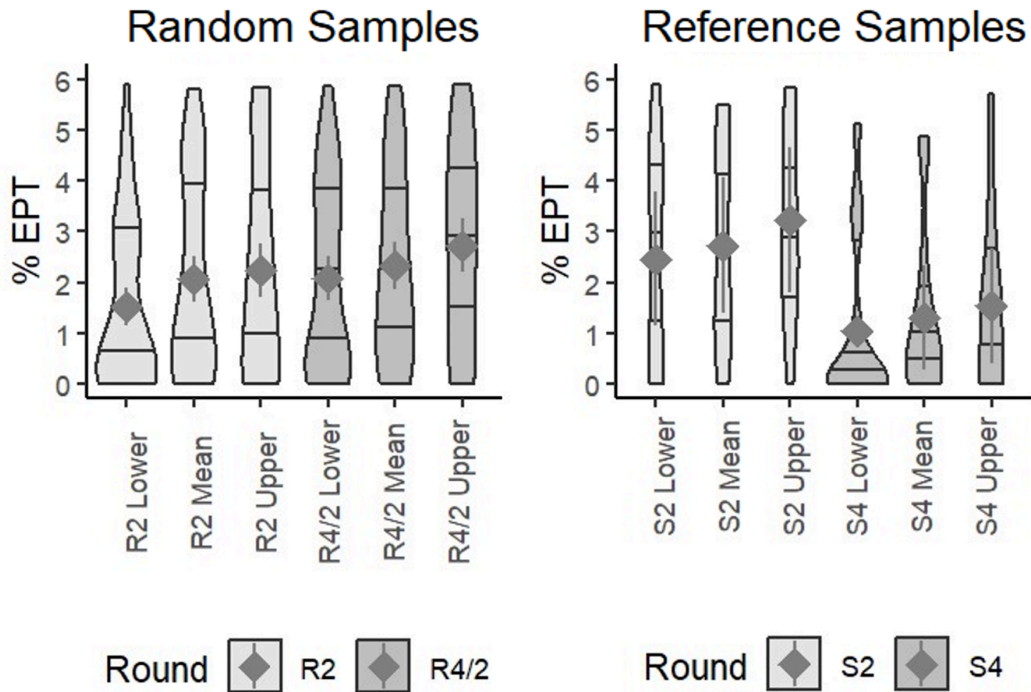 Random Samples
% EPT
6
5
4
3
2
1
0
R2 Lower
R2 Mean
R2 Upper
R4/2 Lower
R4/2 Mean
R4/2 Upper
Round R2 R4/2
Reference Samples
% EPT
6
5
4
3
2
1
0
S2 Lower
S2 Mean
S2 Upper
S4 Lower
S4 Mean
S4 Upper
Round S2 S4